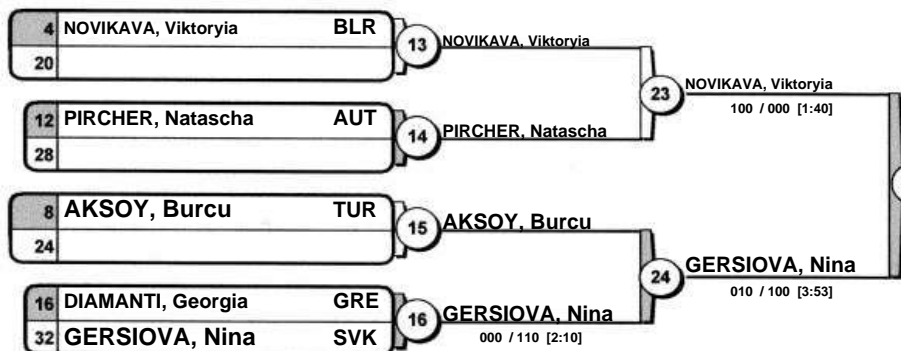 4 NOVIKAVA, Viktoryia BLR
20
13 NOVIKAVA, Viktoryia
23 NOVIKAVA, Viktoryia
100 / 000 [1:40]
12 PIRCHER, Natascha AUT
28
14 PIRCHER, Natascha
8 AKSOY, Burcu TUR
24
15 AKSOY, Burcu
24 GERSIOVA, Nina
010 / 100 [3:53]
16 DIAMANTI, Georgia GRE
32 GERSIOVA, Nina SVK
16 GERSIOVA, Nina
000 / 110 [2:10]